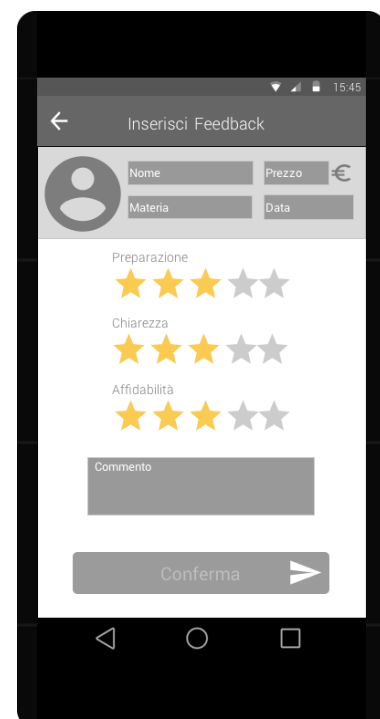 15:45
Inserisci Feedback
Nome
Prezzo €
Materia
Data
Preparazione
Chiarezza
Affidabilità
Commento
Conferma